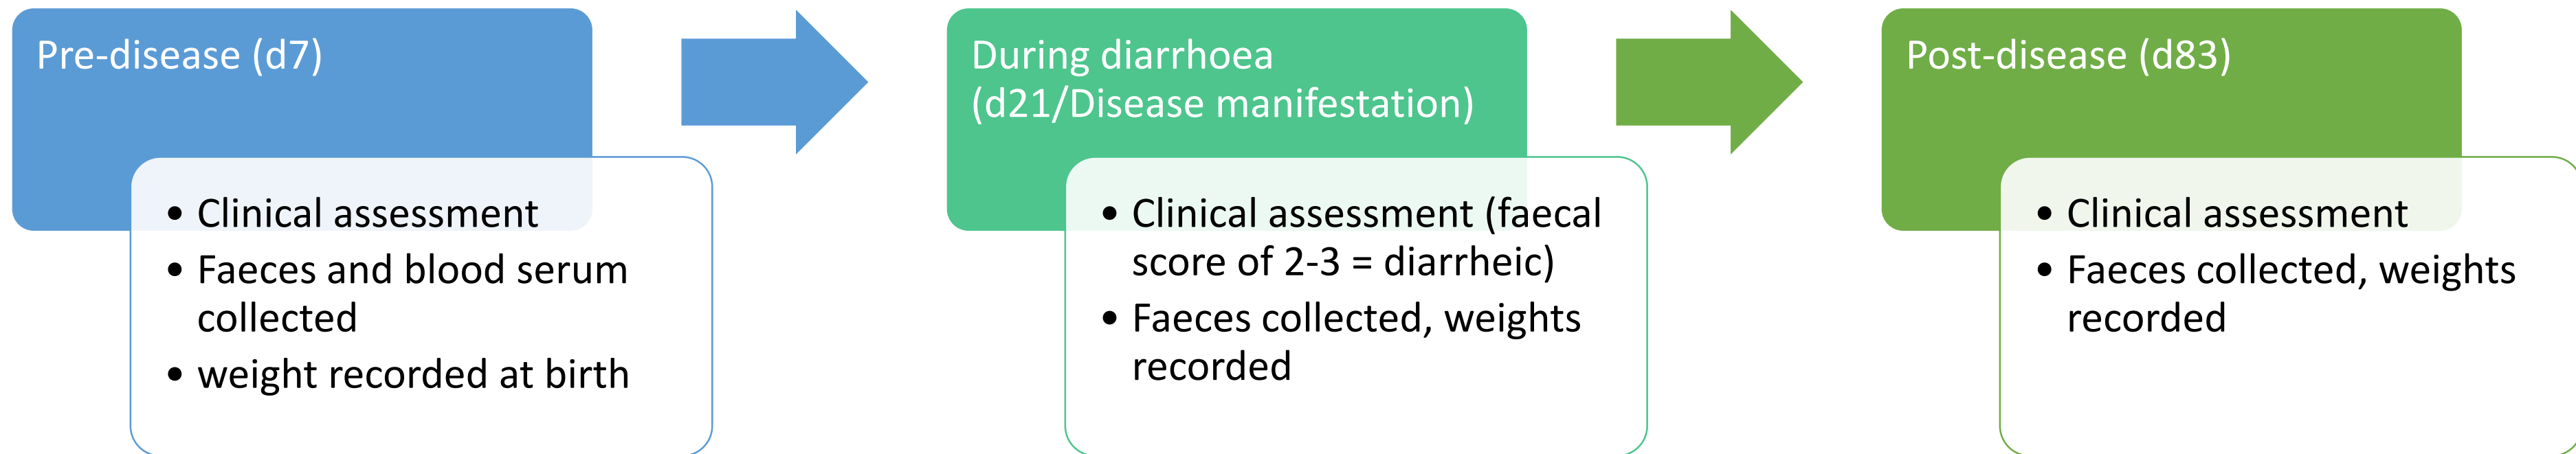 Pre-disease (d7)
• Clinical assessment
• Faeces and blood serum
collected
• weight recorded at birth
During diarrhoea
(d21/Disease manifestation)
• Clinical assessment (faecal
score of 2-3 = diarrheic)
• Faeces collected, weights
recorded
Post-disease (d83)
• Clinical assessment
• Faeces collected, weights
recorded